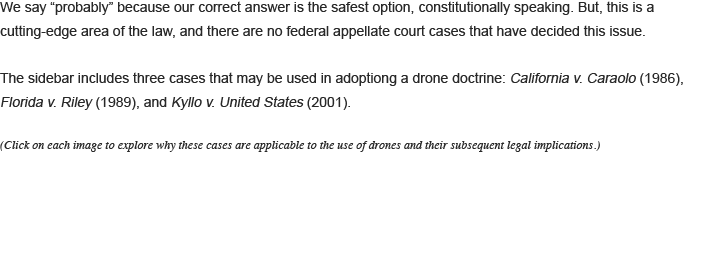 We say “probably” because our correct answer is the safest option, constitutionally speaking. But, this is a
cutting-edge area of the law, and there are no federal appellate court cases that have decided this issue.
The sidebar includes three cases that may be used in adoptiong a drone doctrine: California v. Caraolo (1986),
Florida v. Riley (1989), and Kyllo v. United States (2001).
(Click on each image to explore why these cases are applicable to the use of drones and their subsequent legal implications.)